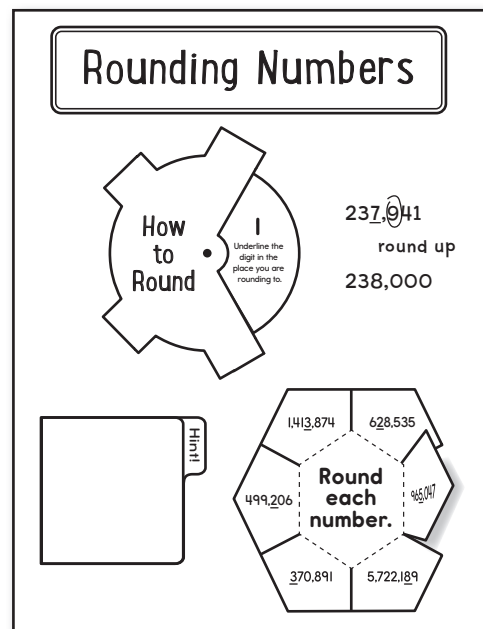 Rounding Numbers
How
to
Round
1
Underline the
digit in the
place you are
rounding to.
237,941
round up
238,000
Hint!
1,413,874
628,535
499,206
Round
each
number.
965,047
370,891
5,722,189